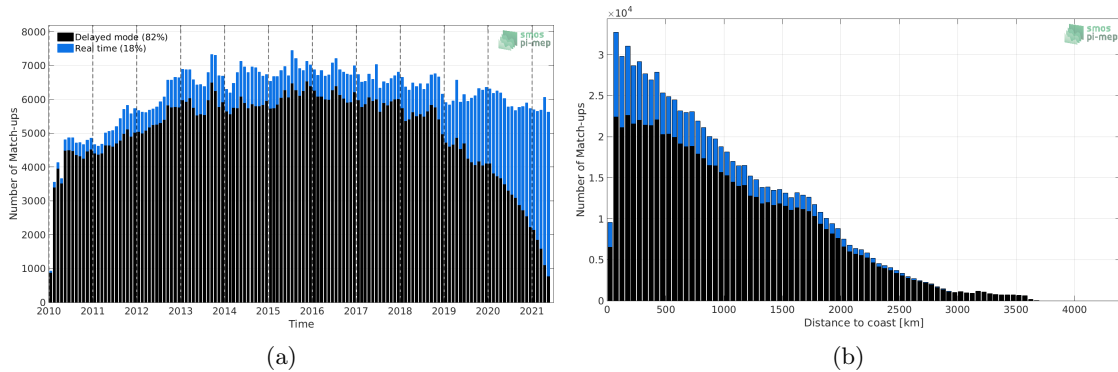 Delayed mode (82%)
Real time (18%)
smos
pi-mep
Number of Match-ups
8000
7000
6000
5000
4000
3000
2000
1000
0
2010 2011 2012 2013 2014 2015 2016 2017 2018 2019 2020 2021
Time
(a)
×10⁴
smos
pi-mep
Number of Match-ups
3
2.5
2
1.5
1
0.5
0
0 500 1000 1500 2000 2500 3000 3500 4000
Distance to coast [km]
(b)